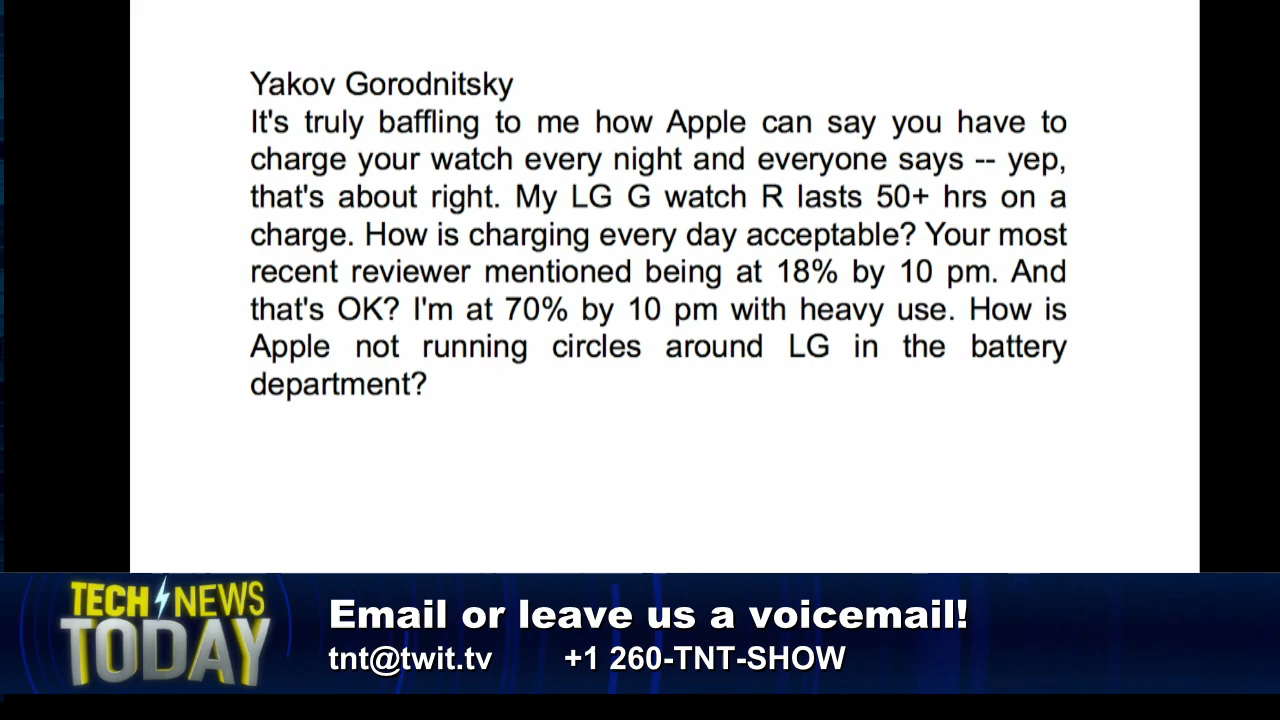 Yakov Gorodnitsky
It's truly baffling to me how Apple can say you have to
charge your watch every night and everyone says -- yep,
that's about right. My LG G watch R lasts 50+ hrs on a
charge. How is charging every day acceptable? Your most
recent reviewer mentioned being at 18% by 10 pm. And
that's OK? I'm at 70% by 10 pm with heavy use. How is
Apple not running circles around LG in the battery
department?
TECH NEWS
TODAY
Email or leave us a voicemail!
tnt@twit.tv +1 260-TNT-SHOW